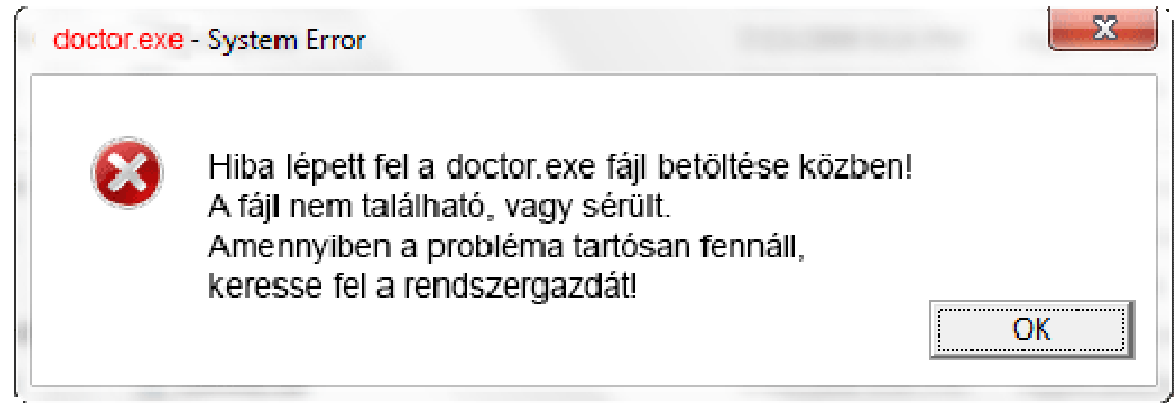 doctor.exe - System Error
X
Hiba lépett fel a doctor.exe fájl betöltése közben!
A fájl nem található, vagy sérült.
Amennyiben a probléma tartósan fennáll,
keresse fel a rendszergazdát!
OK